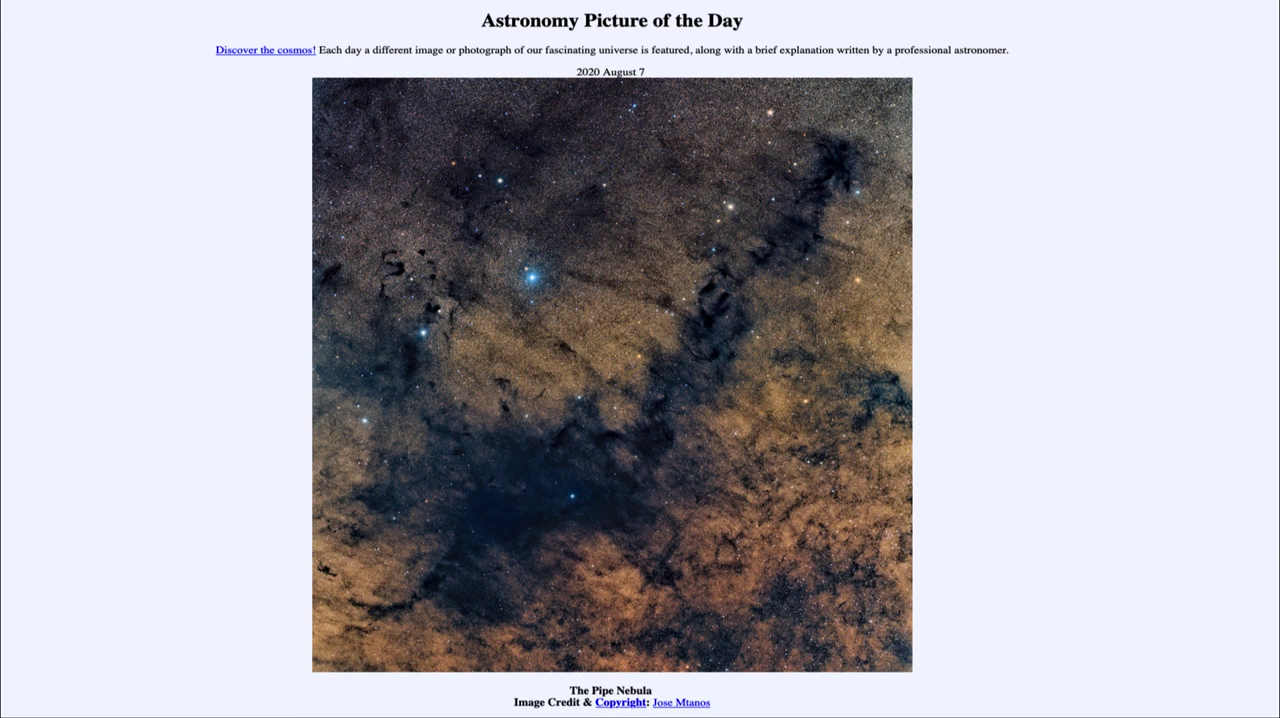 Astronomy Picture of the Day
Discover the cosmos! Each day a different image or photograph of our fascinating universe is featured, along with a brief explanation written by a professional astronomer.
2020 August 7
The Pipe Nebula
Image Credit & Copyright: Jose Mtanos